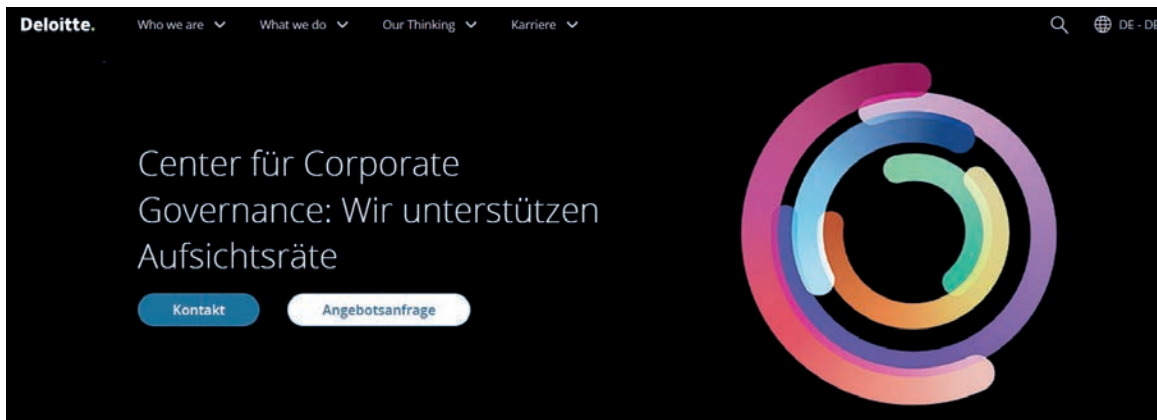 Deloitte. Who we are What we do Our Thinking Karriere DE - DE
Center für Corporate
Governance: Wir unterstützen
Aufsichtsräte
Kontakt Angebotsanfrage